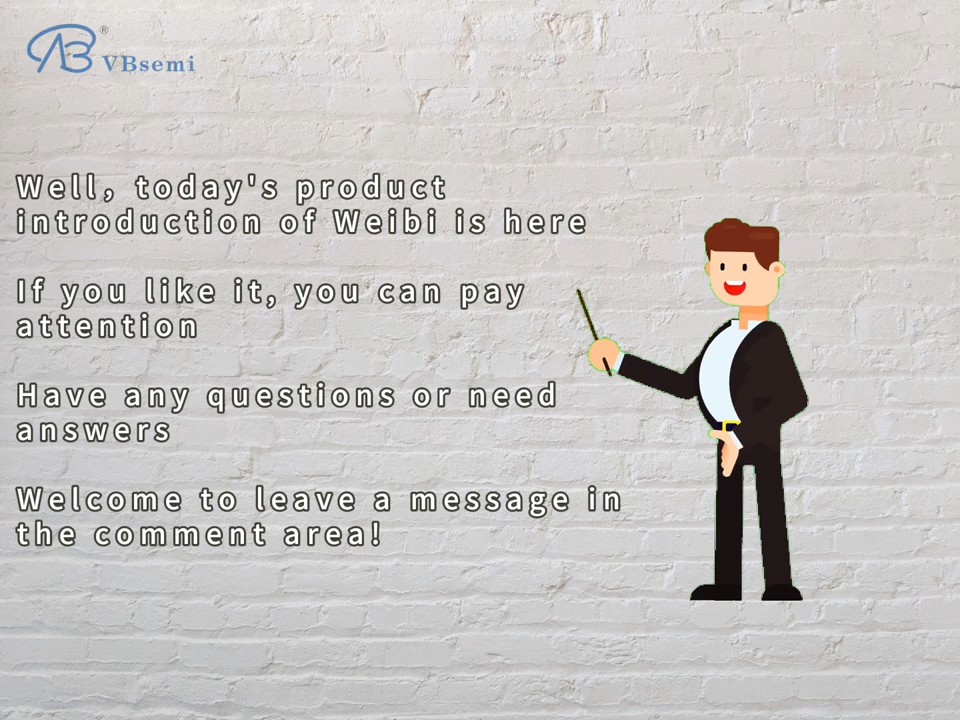 VBsemi
Well, today's product
introduction of Weibi is here
If you like it, you can pay
attention
Have any questions or need
answers
Welcome to leave a message in
the comment area!